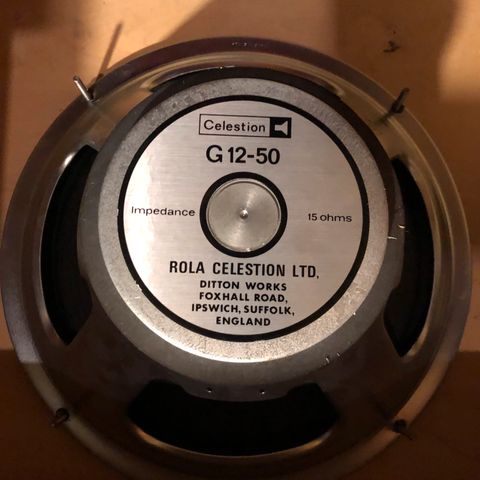 Celestion
G12-50
Impedance 15 ohms
ROLA CELESTION LTD,
DITTON WORKS
FOXHALL ROAD,
IPSWICH, SUFFOLK,
ENGLAND